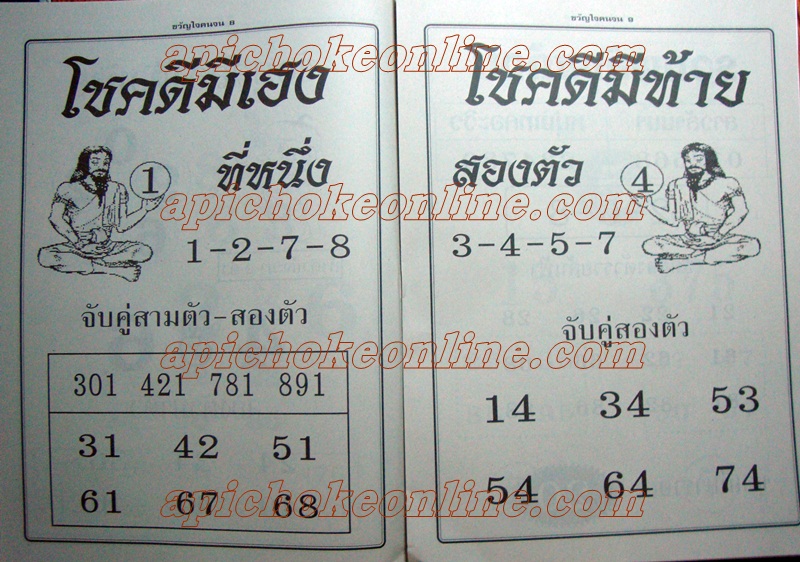 ขวัญใจคนจน ๘
โชคดีมีเฮง
1 ที่หนึ่ง
1-2-7-8
จับคู่สามตัว-สองตัว
301 421 781 891
31 42 51
61 67 68
ขวัญใจคนจน ๙
โชคดีมีท้าย
สองตัว 4
3-4-5-7
จับคู่สองตัว
14 34 53
54 64 74
apichokeonline.com
apichokeonline.com
apichokeonline.com
apichokeonline.com
apichokeonline.com